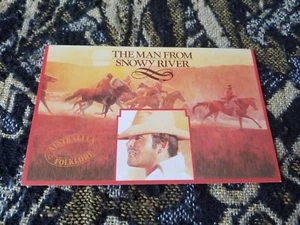 THE MAN FROM
SNOWY RIVER
AUSTRALIAN
FOLKLORE